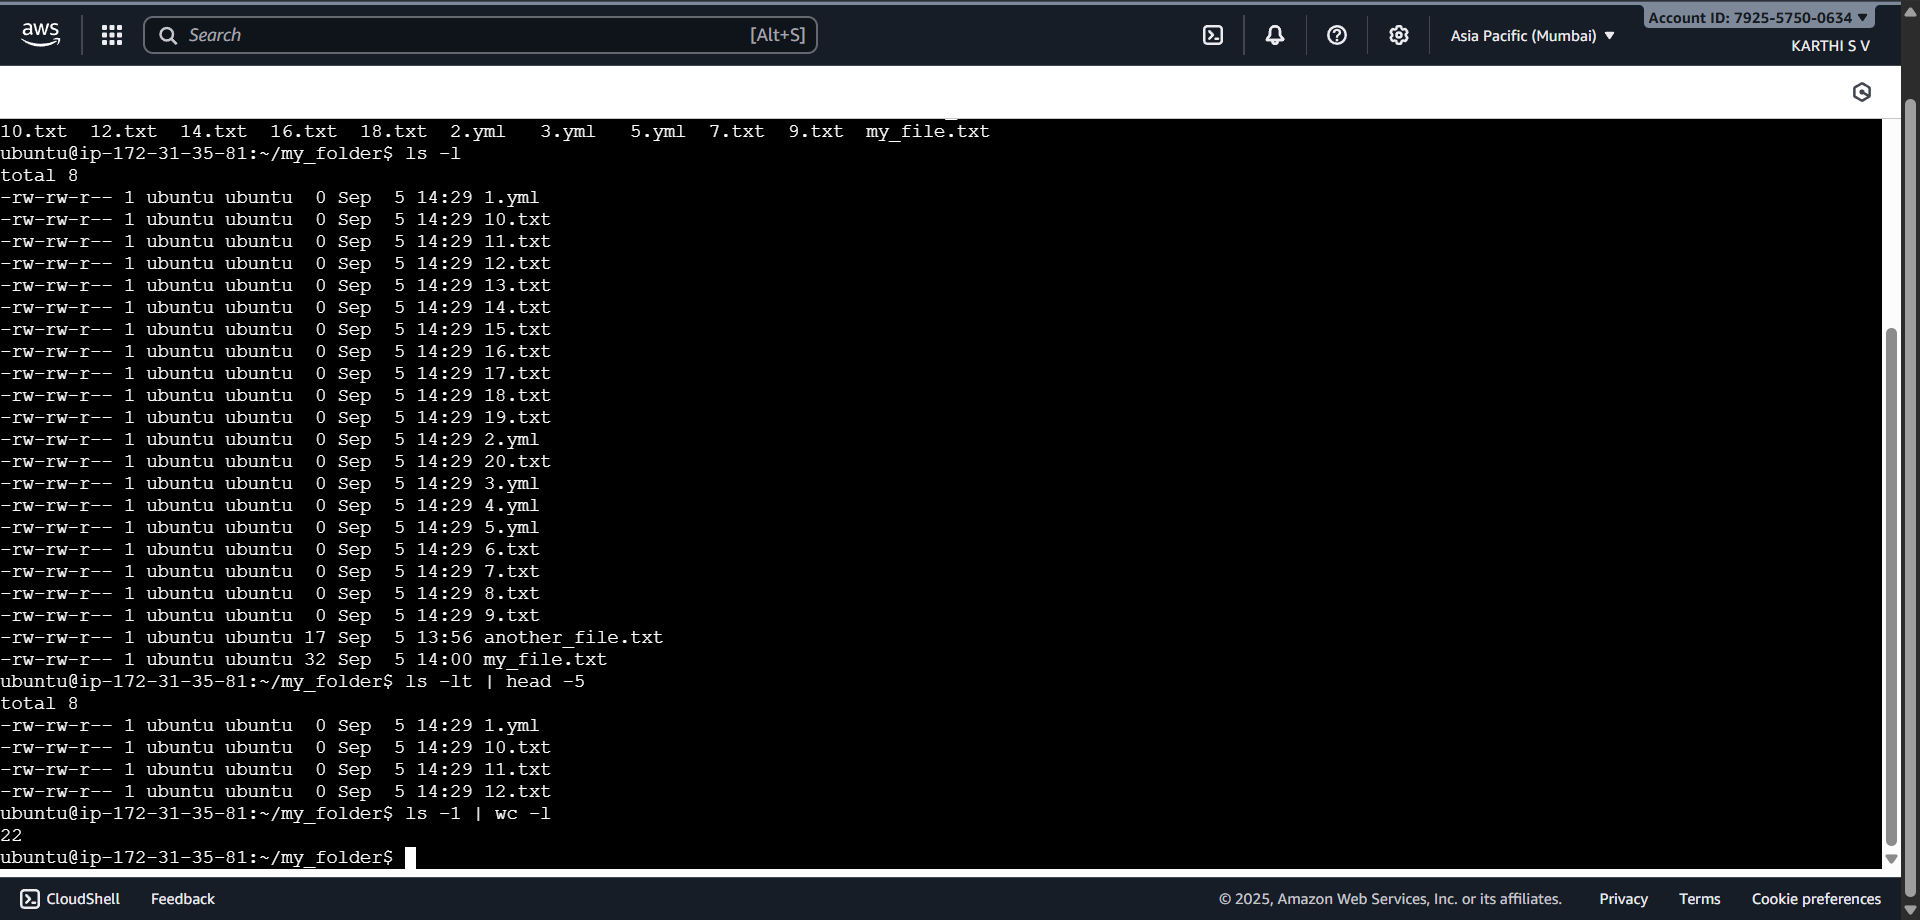 aws
Search [Alt+S]
Asia Pacific (Mumbai) ▼
Account ID: 7925-5750-0634 ▼
KARTHI S V
10.txt  12.txt  14.txt  16.txt  18.txt  2.yml   3.yml   5.yml  7.txt  9.txt  my_file.txt
ubuntu@ip-172-31-35-81:~/my_folder$ ls -l
total 8
-rw-rw-r-- 1 ubuntu ubuntu  0 Sep  5 14:29 1.yml
-rw-rw-r-- 1 ubuntu ubuntu  0 Sep  5 14:29 10.txt
-rw-rw-r-- 1 ubuntu ubuntu  0 Sep  5 14:29 11.txt
-rw-rw-r-- 1 ubuntu ubuntu  0 Sep  5 14:29 12.txt
-rw-rw-r-- 1 ubuntu ubuntu  0 Sep  5 14:29 13.txt
-rw-rw-r-- 1 ubuntu ubuntu  0 Sep  5 14:29 14.txt
-rw-rw-r-- 1 ubuntu ubuntu  0 Sep  5 14:29 15.txt
-rw-rw-r-- 1 ubuntu ubuntu  0 Sep  5 14:29 16.txt
-rw-rw-r-- 1 ubuntu ubuntu  0 Sep  5 14:29 17.txt
-rw-rw-r-- 1 ubuntu ubuntu  0 Sep  5 14:29 18.txt
-rw-rw-r-- 1 ubuntu ubuntu  0 Sep  5 14:29 19.txt
-rw-rw-r-- 1 ubuntu ubuntu  0 Sep  5 14:29 2.yml
-rw-rw-r-- 1 ubuntu ubuntu  0 Sep  5 14:29 20.txt
-rw-rw-r-- 1 ubuntu ubuntu  0 Sep  5 14:29 3.yml
-rw-rw-r-- 1 ubuntu ubuntu  0 Sep  5 14:29 4.yml
-rw-rw-r-- 1 ubuntu ubuntu  0 Sep  5 14:29 5.yml
-rw-rw-r-- 1 ubuntu ubuntu  0 Sep  5 14:29 6.txt
-rw-rw-r-- 1 ubuntu ubuntu  0 Sep  5 14:29 7.txt
-rw-rw-r-- 1 ubuntu ubuntu  0 Sep  5 14:29 8.txt
-rw-rw-r-- 1 ubuntu ubuntu  0 Sep  5 14:29 9.txt
-rw-rw-r-- 1 ubuntu ubuntu 17 Sep  5 13:56 another_file.txt
-rw-rw-r-- 1 ubuntu ubuntu 32 Sep  5 14:00 my_file.txt
ubuntu@ip-172-31-35-81:~/my_folder$ ls -lt | head -5
total 8
-rw-rw-r-- 1 ubuntu ubuntu  0 Sep  5 14:29 1.yml
-rw-rw-r-- 1 ubuntu ubuntu  0 Sep  5 14:29 10.txt
-rw-rw-r-- 1 ubuntu ubuntu  0 Sep  5 14:29 11.txt
-rw-rw-r-- 1 ubuntu ubuntu  0 Sep  5 14:29 12.txt
ubuntu@ip-172-31-35-81:~/my_folder$ ls -1 | wc -l
22
ubuntu@ip-172-31-35-81:~/my_folder$
CloudShell Feedback © 2025, Amazon Web Services, Inc. or its affiliates. Privacy Terms Cookie preferences